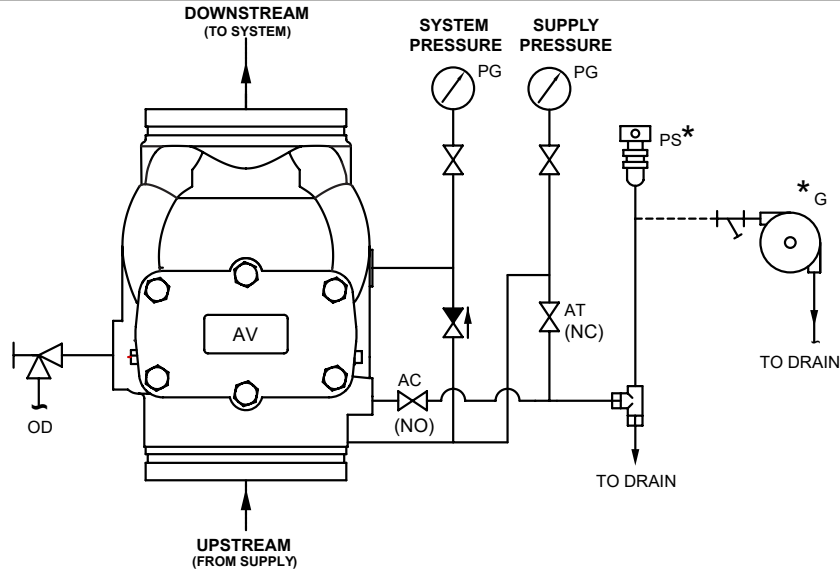 DOWNSTREAM
(TO SYSTEM)
SYSTEM
PRESSURE
SUPPLY
PRESSURE
PG
PG
PS*
* G
AV
AT
(NC)
TO DRAIN
AC
(NO)
OD
TO DRAIN
UPSTREAM
(FROM SUPPLY)